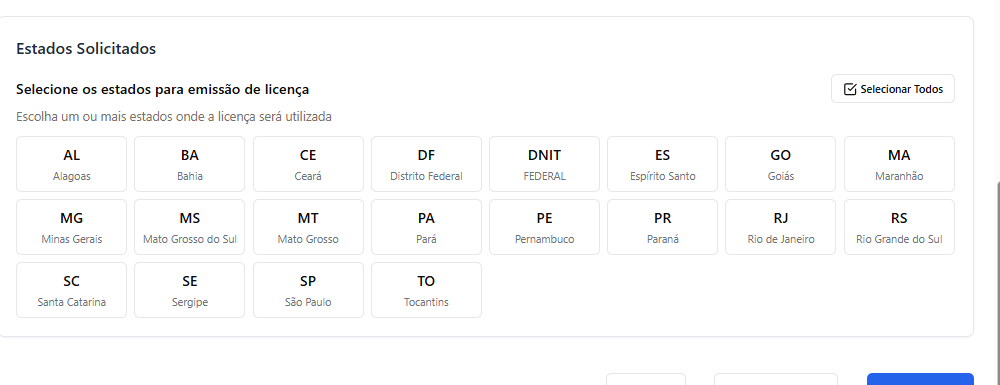 Estados Solicitados
Selecione os estados para emissão de licença
Selecionar Todos
Escolha um ou mais estados onde a licença será utilizada
AL BA CE DF DNIT ES GO MA
Alagoas Bahia Ceará Distrito Federal FEDERAL Espírito Santo Goiás Maranhão
MG MS MT PA PE PR RJ RS
Minas Gerais Mato Grosso do Sul Mato Grosso Pará Pernambuco Paraná Rio de Janeiro Rio Grande do Sul
SC SE SP TO
Santa Catarina Sergipe São Paulo Tocantins